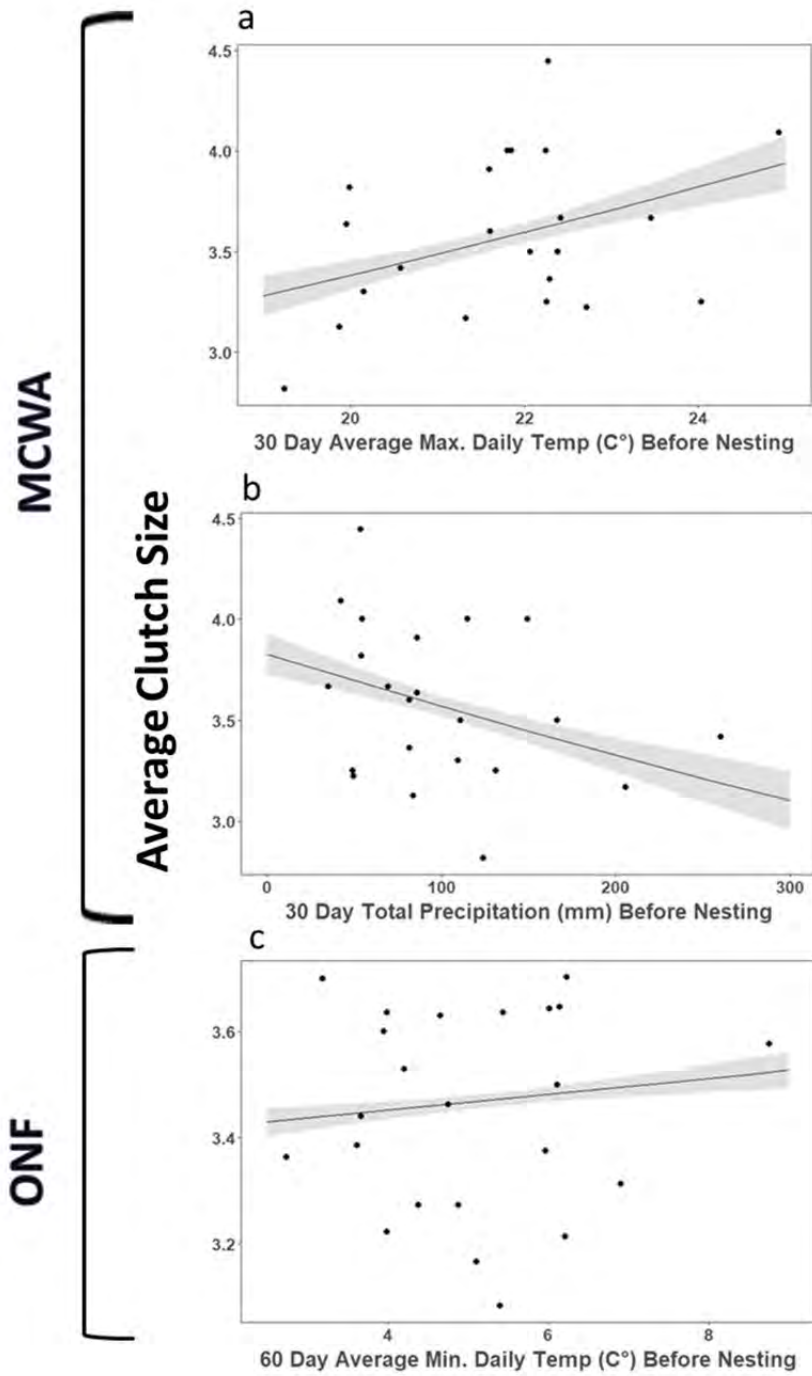 MCWA
Average Clutch Size
a
4.5
4.0
3.5
3.0
20 22 24
30 Day Average Max. Daily Temp (C°) Before Nesting
b
4.5
4.0
3.5
3.0
0 100 200 300
30 Day Total Precipitation (mm) Before Nesting
ONF
c
3.6
3.4
3.2
4 6 8
60 Day Average Min. Daily Temp (C°) Before Nesting